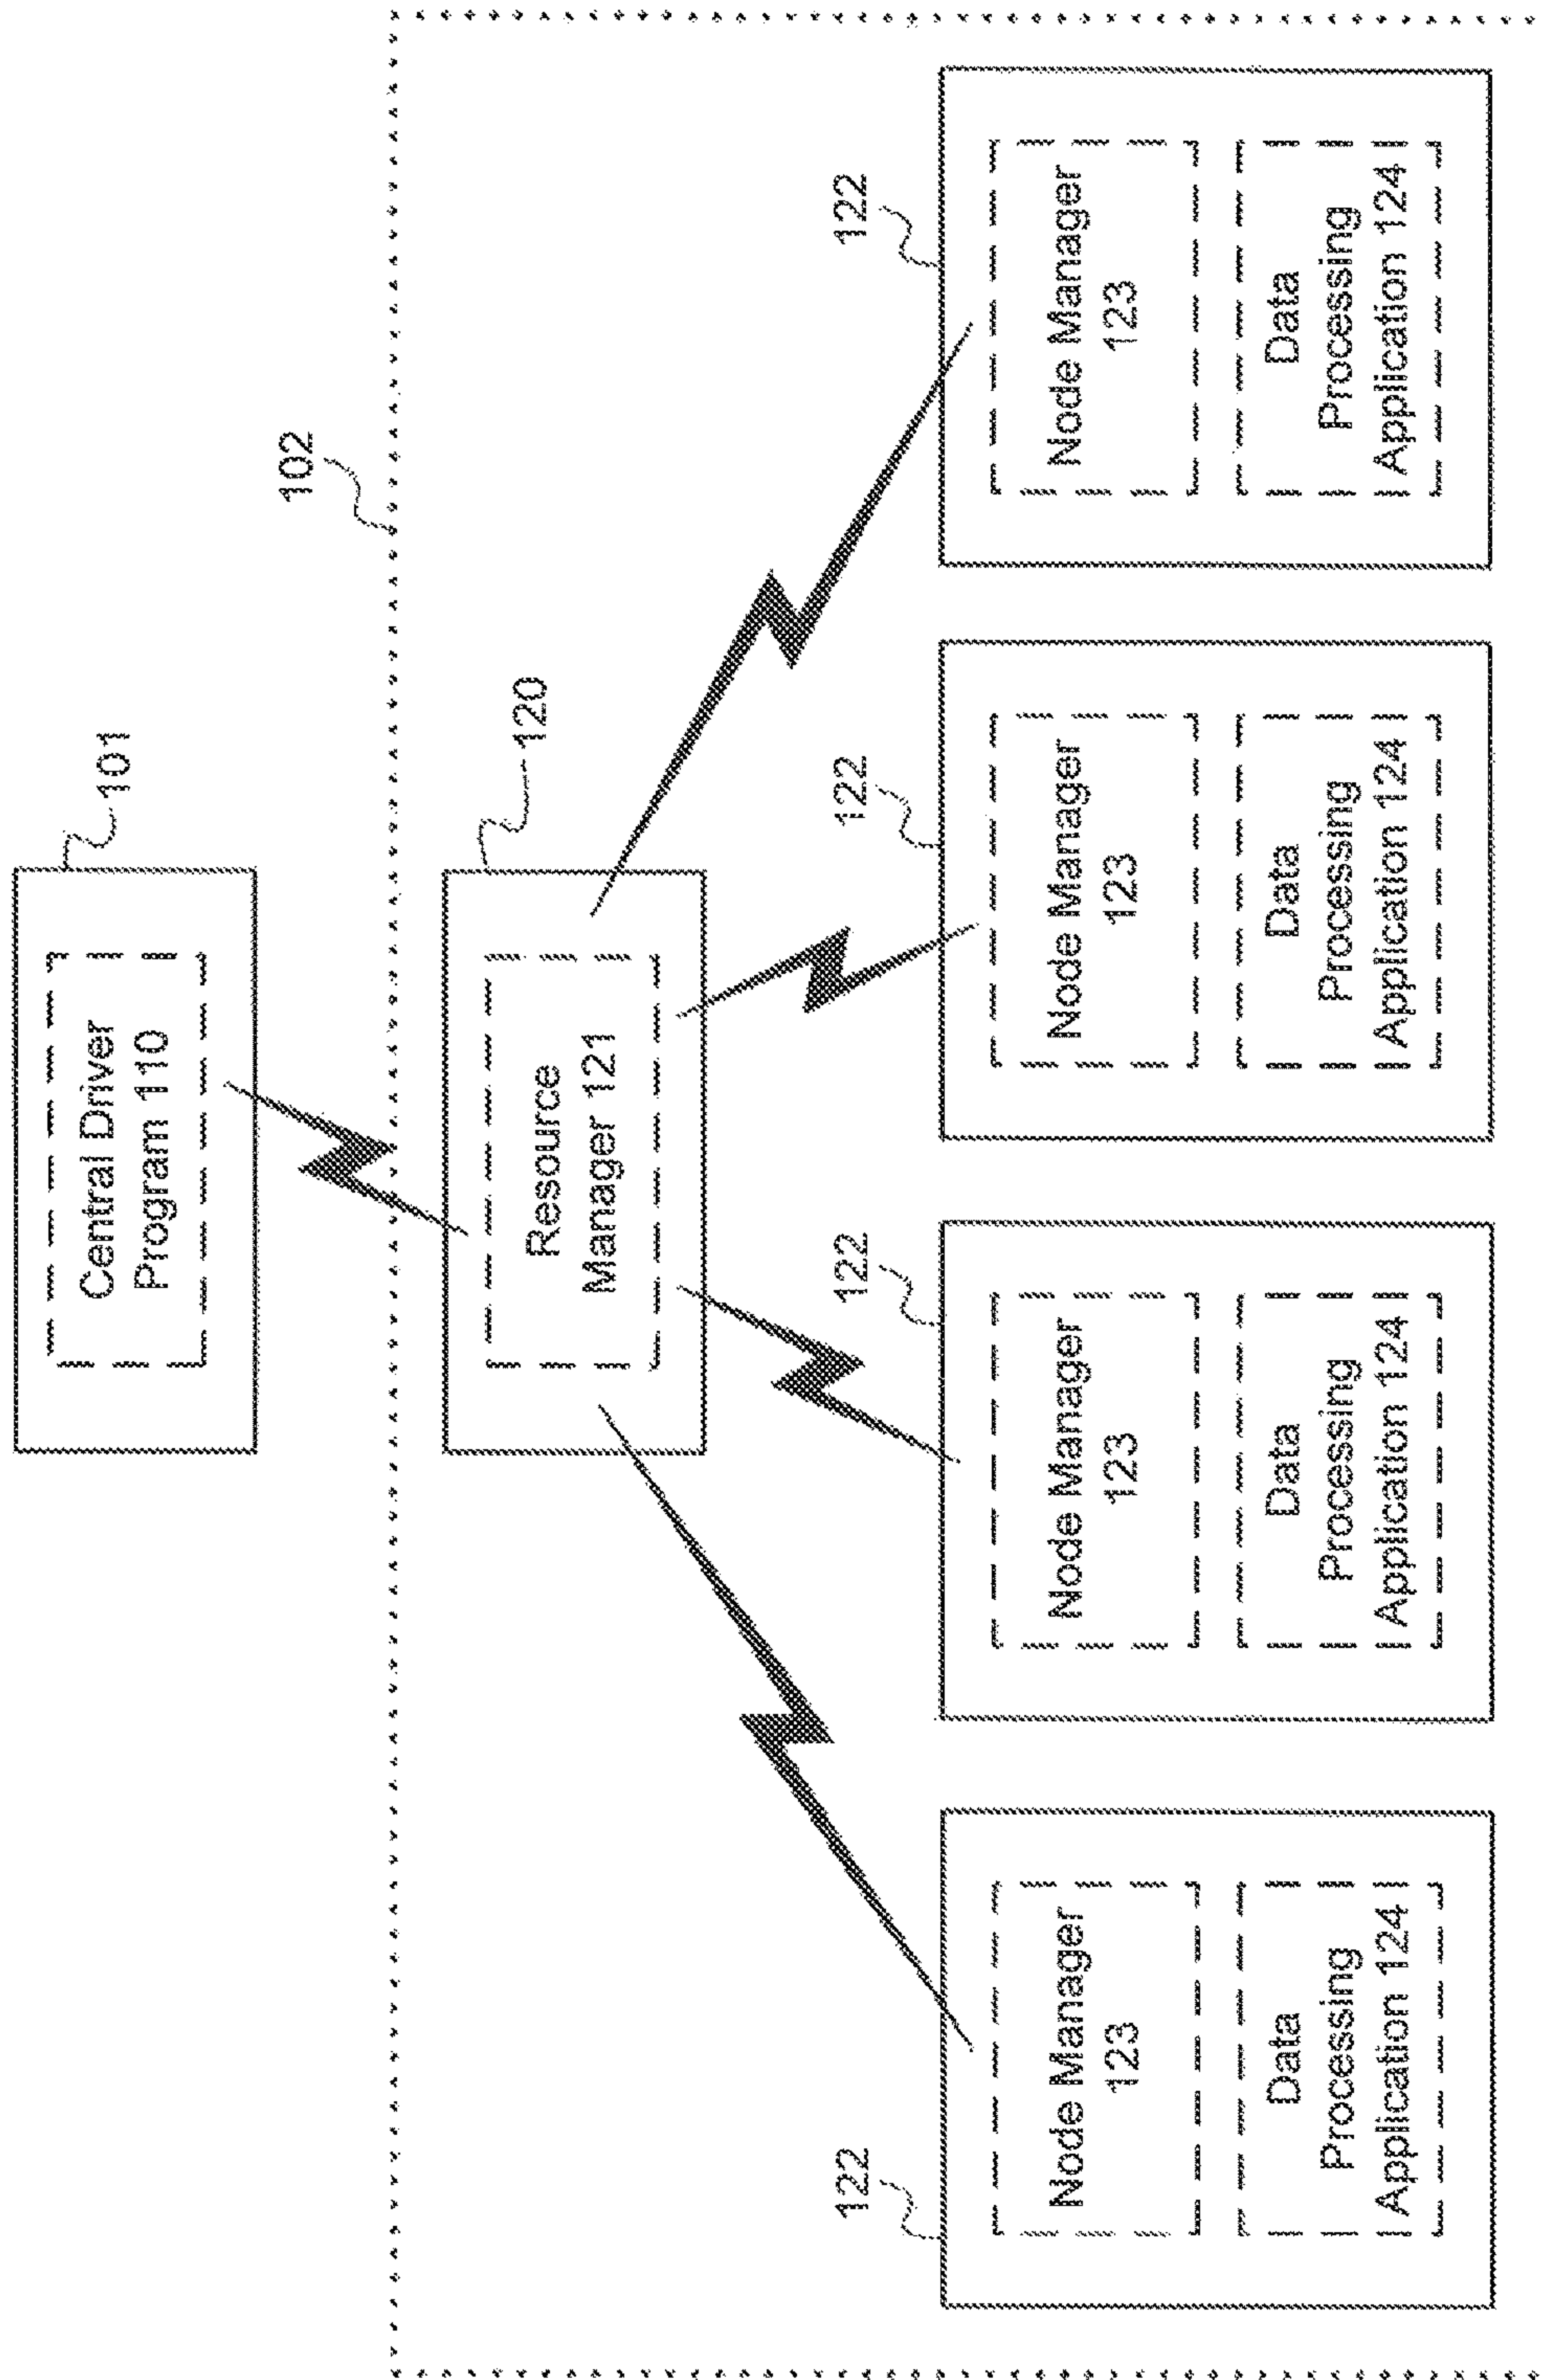 101
Central Driver
Program 110
102
120
Resource
Manager 121
122
Node Manager
123
Data
Processing
Application 124
122
Node Manager
123
Data
Processing
Application 124
122
Node Manager
123
Data
Processing
Application 124
122
Node Manager
123
Data
Processing
Application 124